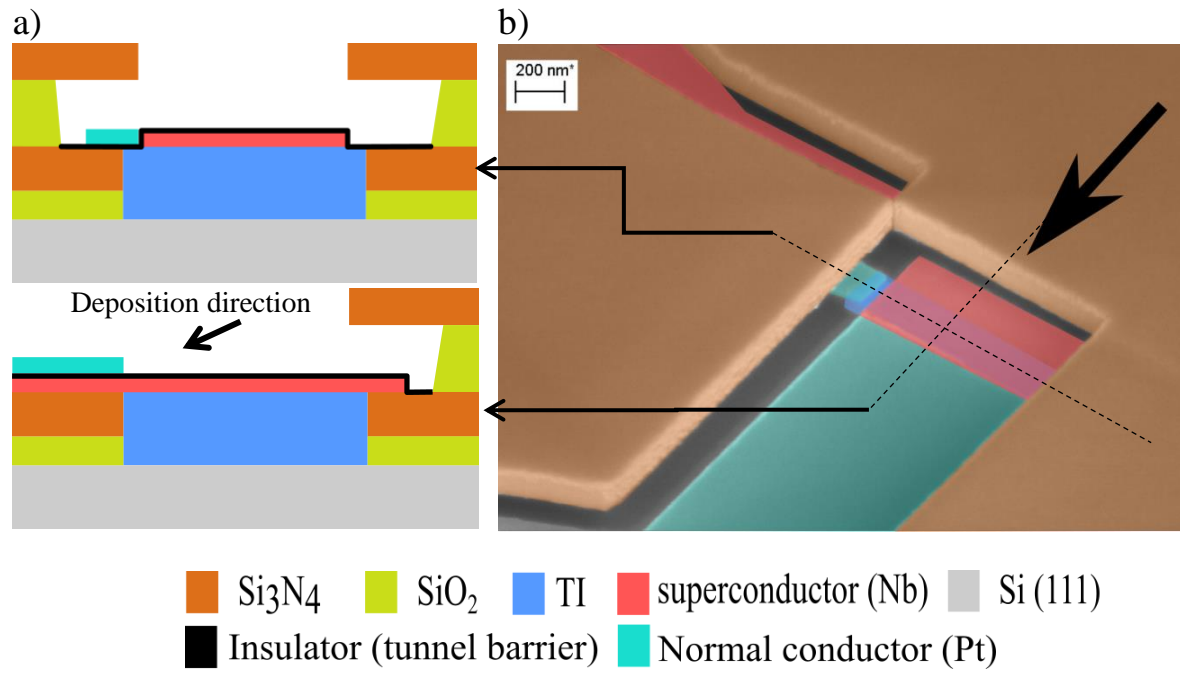 a)
b)
200 nm*
Deposition direction
Si₃N₄
SiO₂
TI
superconductor (Nb)
Si (111)
Insulator (tunnel barrier)
Normal conductor (Pt)